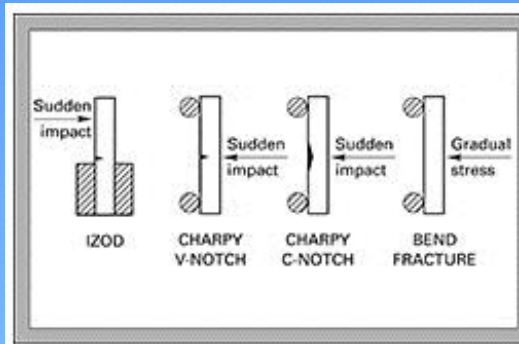 Sudden
impact
IZOD
Sudden
impact
CHARPY
V-NOTCH
Sudden
impact
CHARPY
C-NOTCH
Gradual
stress
BEND
FRACTURE